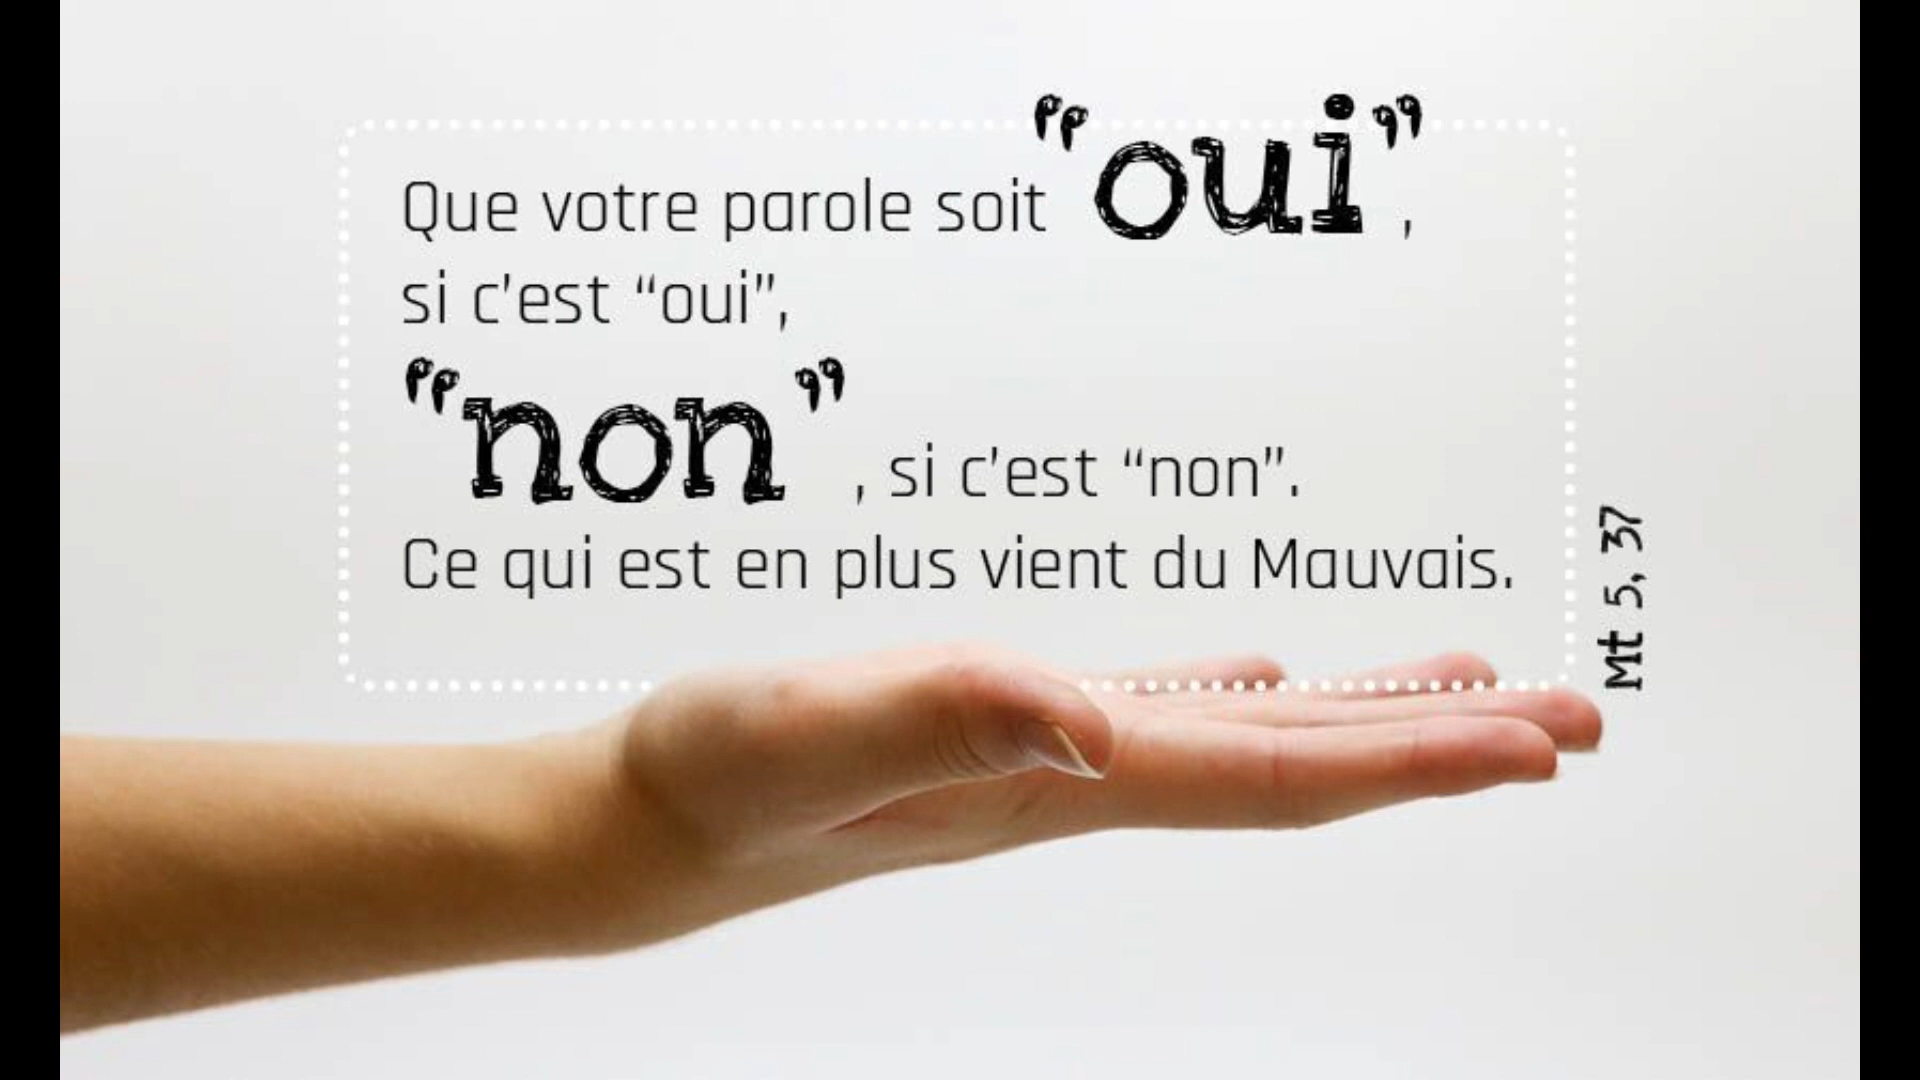 Que votre parole soit “oui”,
si c’est “oui”,
“non”, si c’est “non”.
Ce qui est en plus vient du Mauvais.
Mt 5, 37